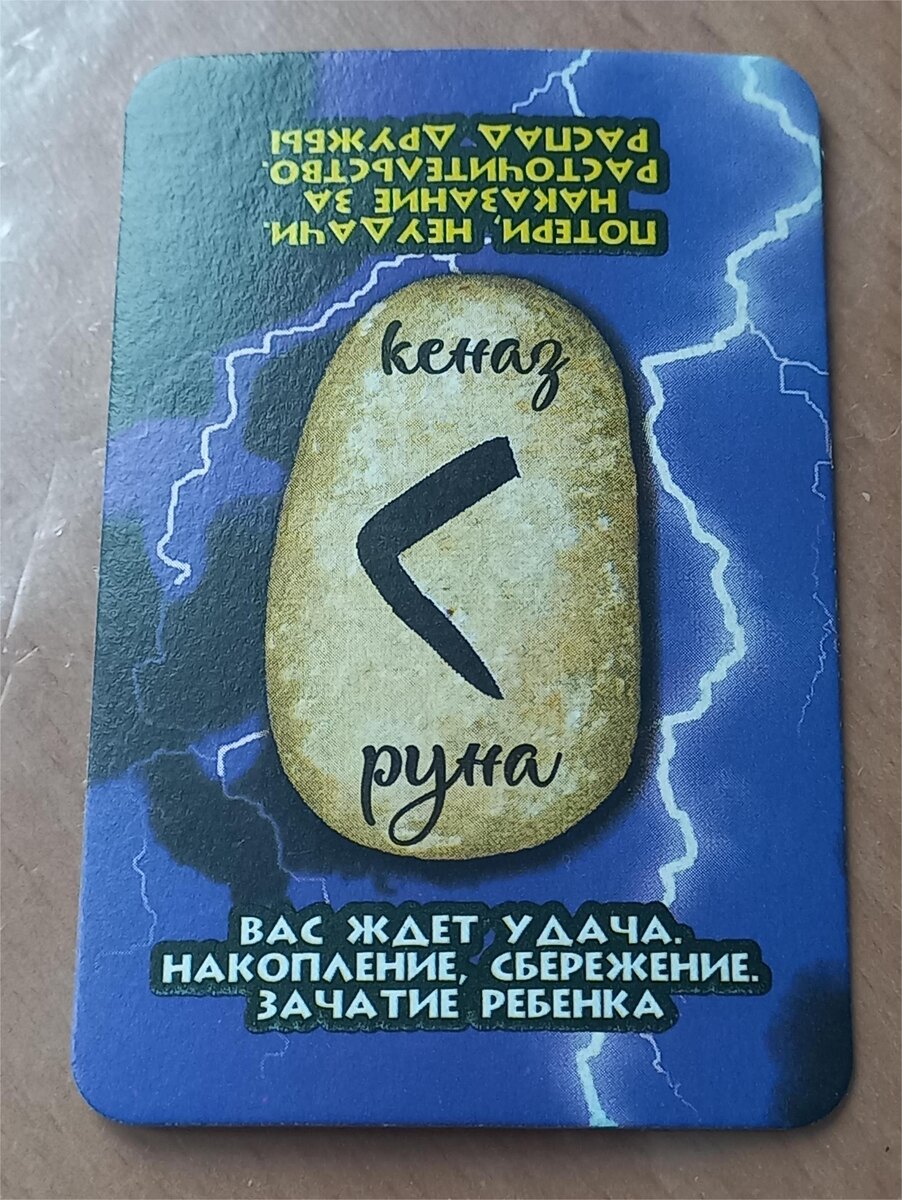 ПОТЕРИ, НЕУДАЧИ.
НАКАЗАНИЕ ЗА
РАСТОЧИТЕЛЬСТВО.
РАСПАД ДРУЖБЫ
кеназ
руна
ВАС ЖДЕТ УДАЧА.
НАКОПЛЕНИЕ, СБЕРЕЖЕНИЕ.
ЗАЧАТИЕ РЕБЕНКА